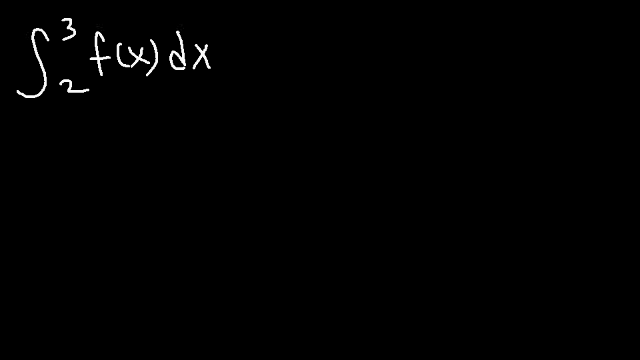 ∫₂³ f(x) dx